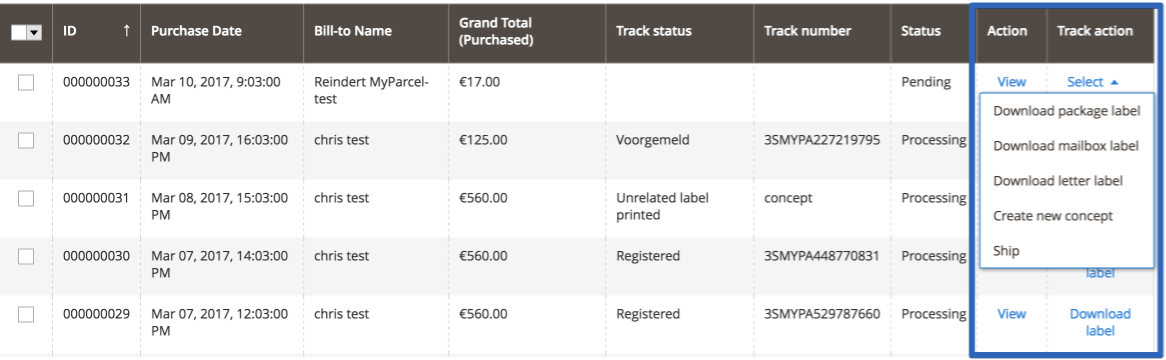 ID ↑ Purchase Date Bill-to Name Grand Total (Purchased) Track status Track number Status Action Track action
000000033 Mar 10, 2017, 9:03:00 AM Reindert MyParcel-test €17.00 Pending View Select ▲
Download package label
Download mailbox label
Download letter label
Create new concept
Ship
000000032 Mar 09, 2017, 16:03:00 PM chris test €125.00 Voorgemeld 3SMYPA227219795 Processing
000000031 Mar 08, 2017, 15:03:00 PM chris test €560.00 Unrelated label printed concept Processing
000000030 Mar 07, 2017, 14:03:00 PM chris test €560.00 Registered 3SMYPA448770831 Processing label
000000029 Mar 07, 2017, 12:03:00 PM chris test €560.00 Registered 3SMYPA529787660 Processing View Download label